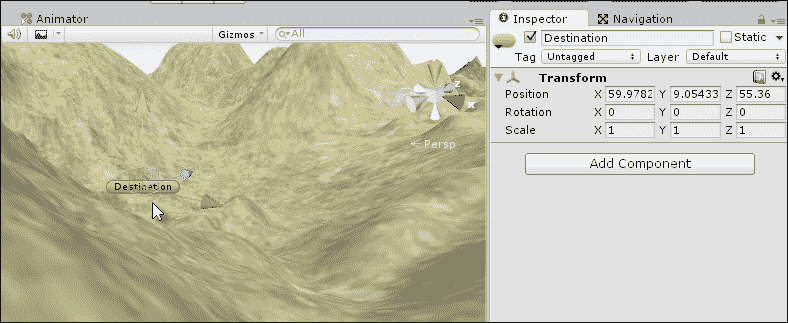 Animator
Gizmos
All
z
x
Persp
Destination
Inspector
Navigation
Destination
Static
Tag Untagged Layer Default
Transform
Position X 59.9782 Y 9.05433 Z 55.36
Rotation X 0 Y 0 Z 0
Scale X 1 Y 1 Z 1
Add Component